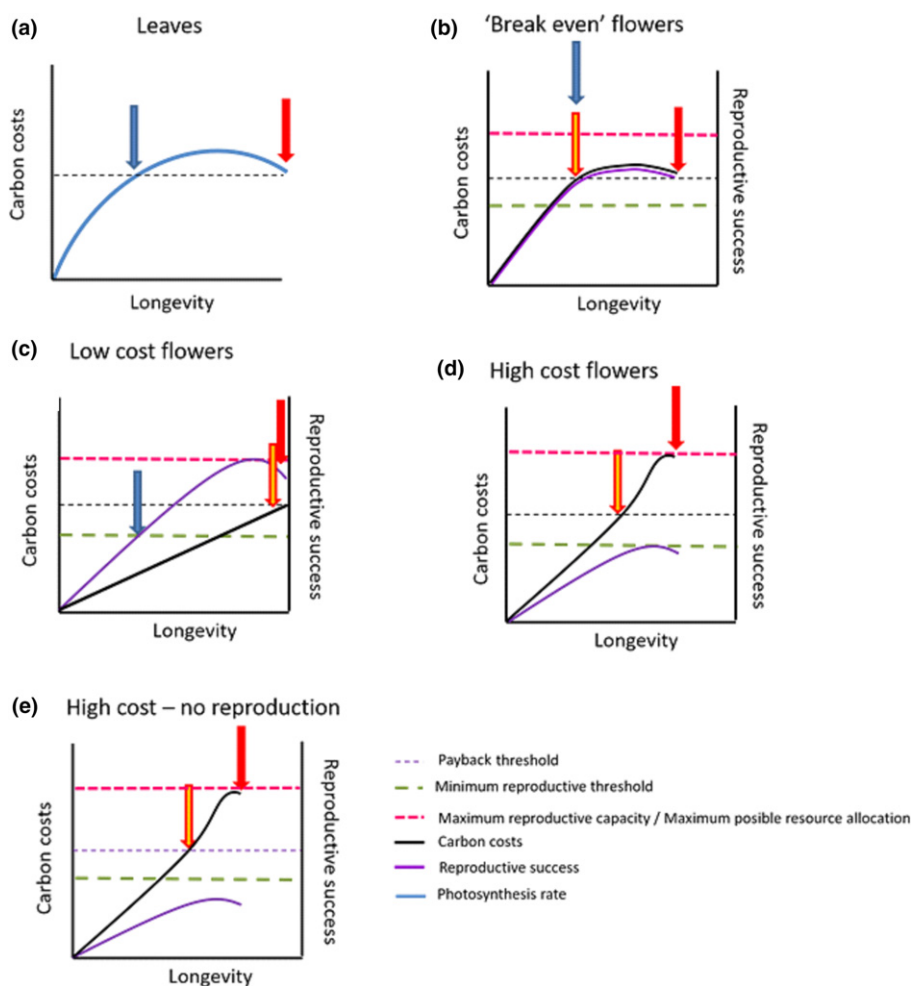 (a)
Leaves
Carbon costs
Longevity
(b)
‘Break even’ flowers
Carbon costs
Reproductive success
Longevity
(c)
Low cost flowers
Carbon costs
Reproductive success
Longevity
(d)
High cost flowers
Carbon costs
Reproductive success
Longevity
(e)
High cost – no reproduction
Carbon costs
Reproductive success
Longevity
Payback threshold
Minimum reproductive threshold
Maximum reproductive capacity / Maximum posible resource allocation
Carbon costs
Reproductive success
Photosynthesis rate